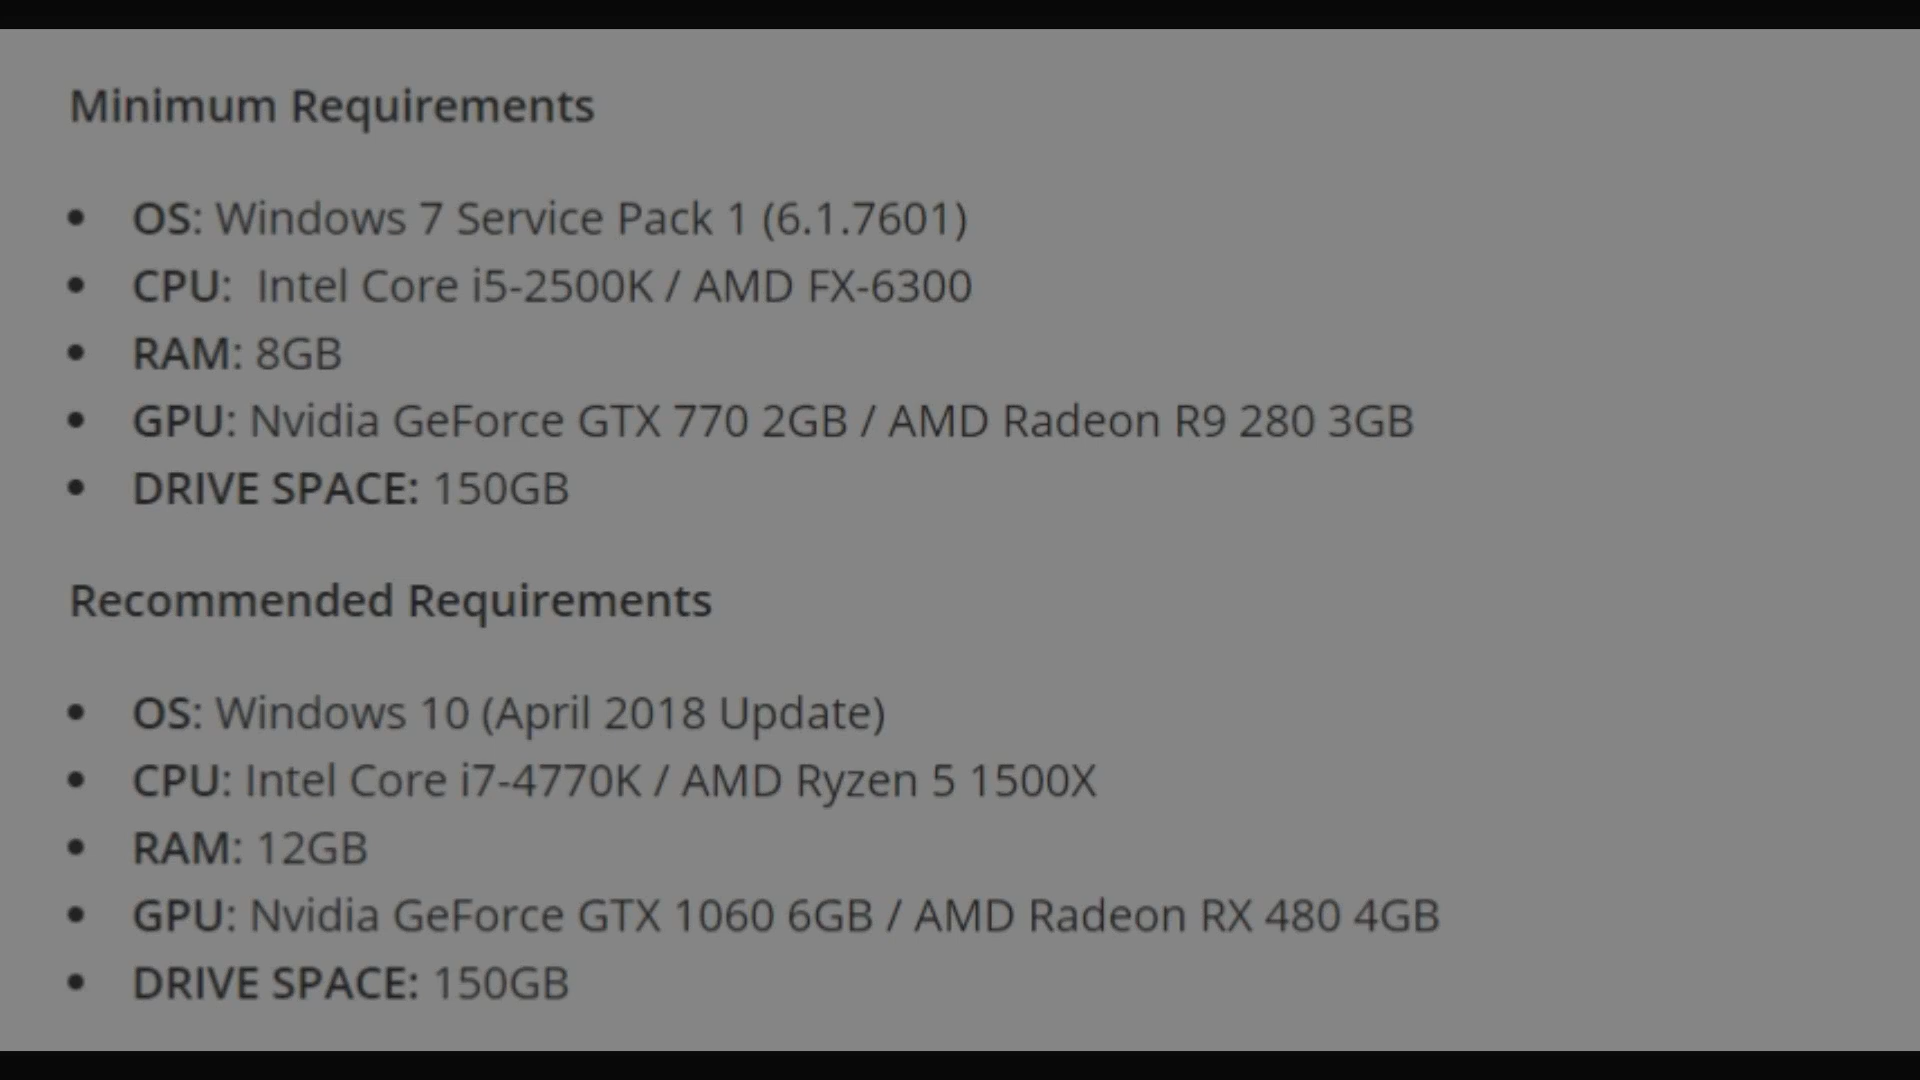 Minimum Requirements
• OS: Windows 7 Service Pack 1 (6.1.7601)
• CPU:  Intel Core i5-2500K / AMD FX-6300
• RAM: 8GB
• GPU: Nvidia GeForce GTX 770 2GB / AMD Radeon R9 280 3GB
• DRIVE SPACE: 150GB
Recommended Requirements
• OS: Windows 10 (April 2018 Update)
• CPU: Intel Core i7-4770K / AMD Ryzen 5 1500X
• RAM: 12GB
• GPU: Nvidia GeForce GTX 1060 6GB / AMD Radeon RX 480 4GB
• DRIVE SPACE: 150GB